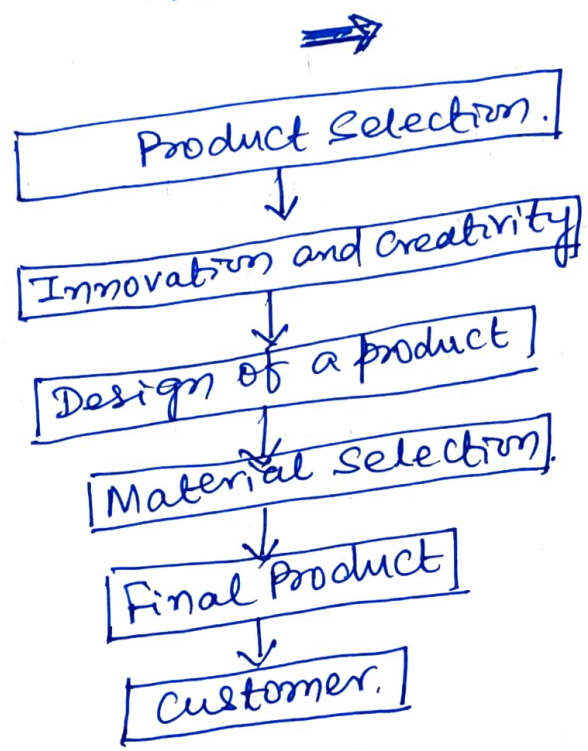 Product Selection.
Innovation and Creativity
Design of a product
Material Selection.
Final Product
Customer.